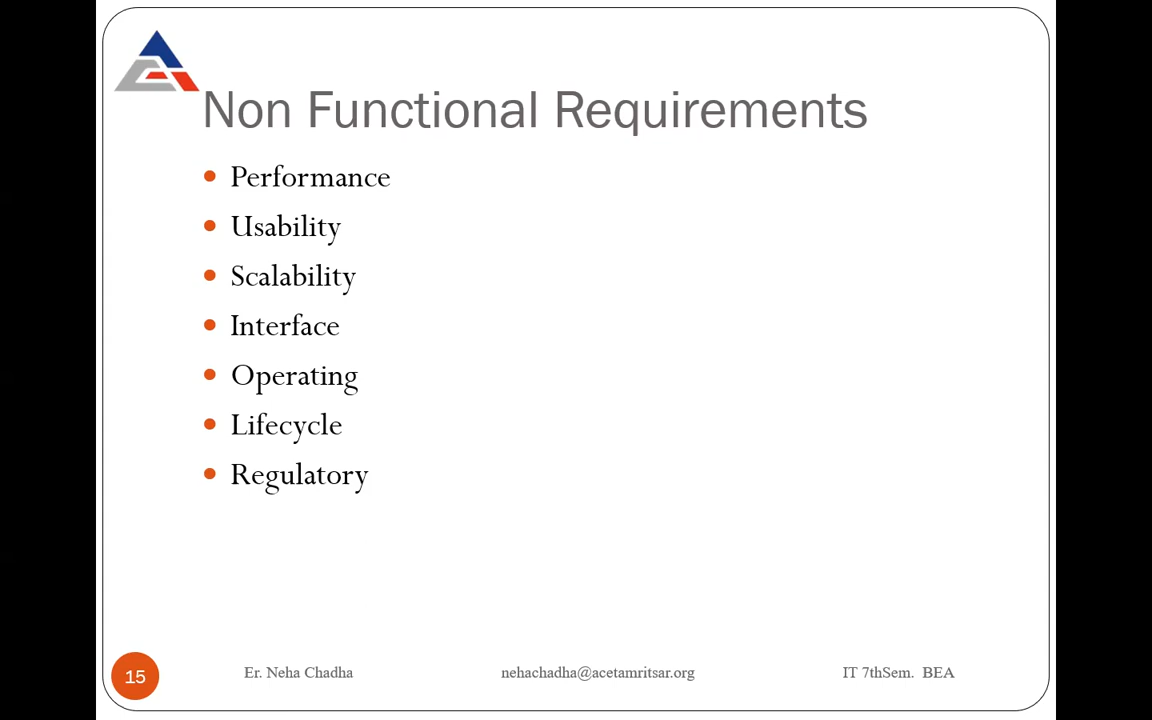 Non Functional Requirements
Performance
Usability
Scalability
Interface
Operating
Lifecycle
Regulatory
15
Er. Neha Chadha
nehachadha@acetamritsar.org
IT 7thSem.  BEA